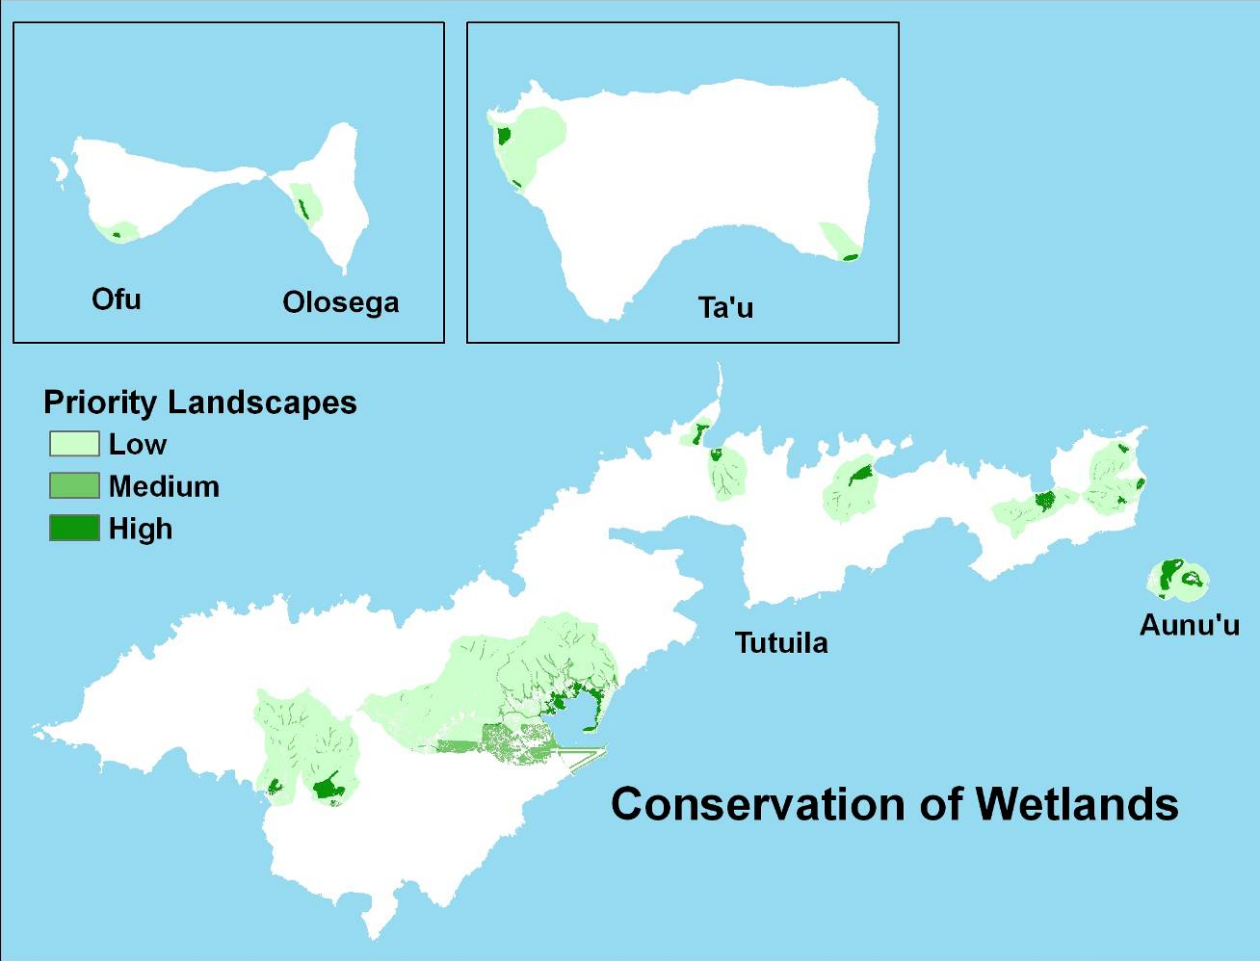 Ofu
Olosega
Ta'u
Priority Landscapes
Low
Medium
High
Tutuila
Aunu'u
Conservation of Wetlands